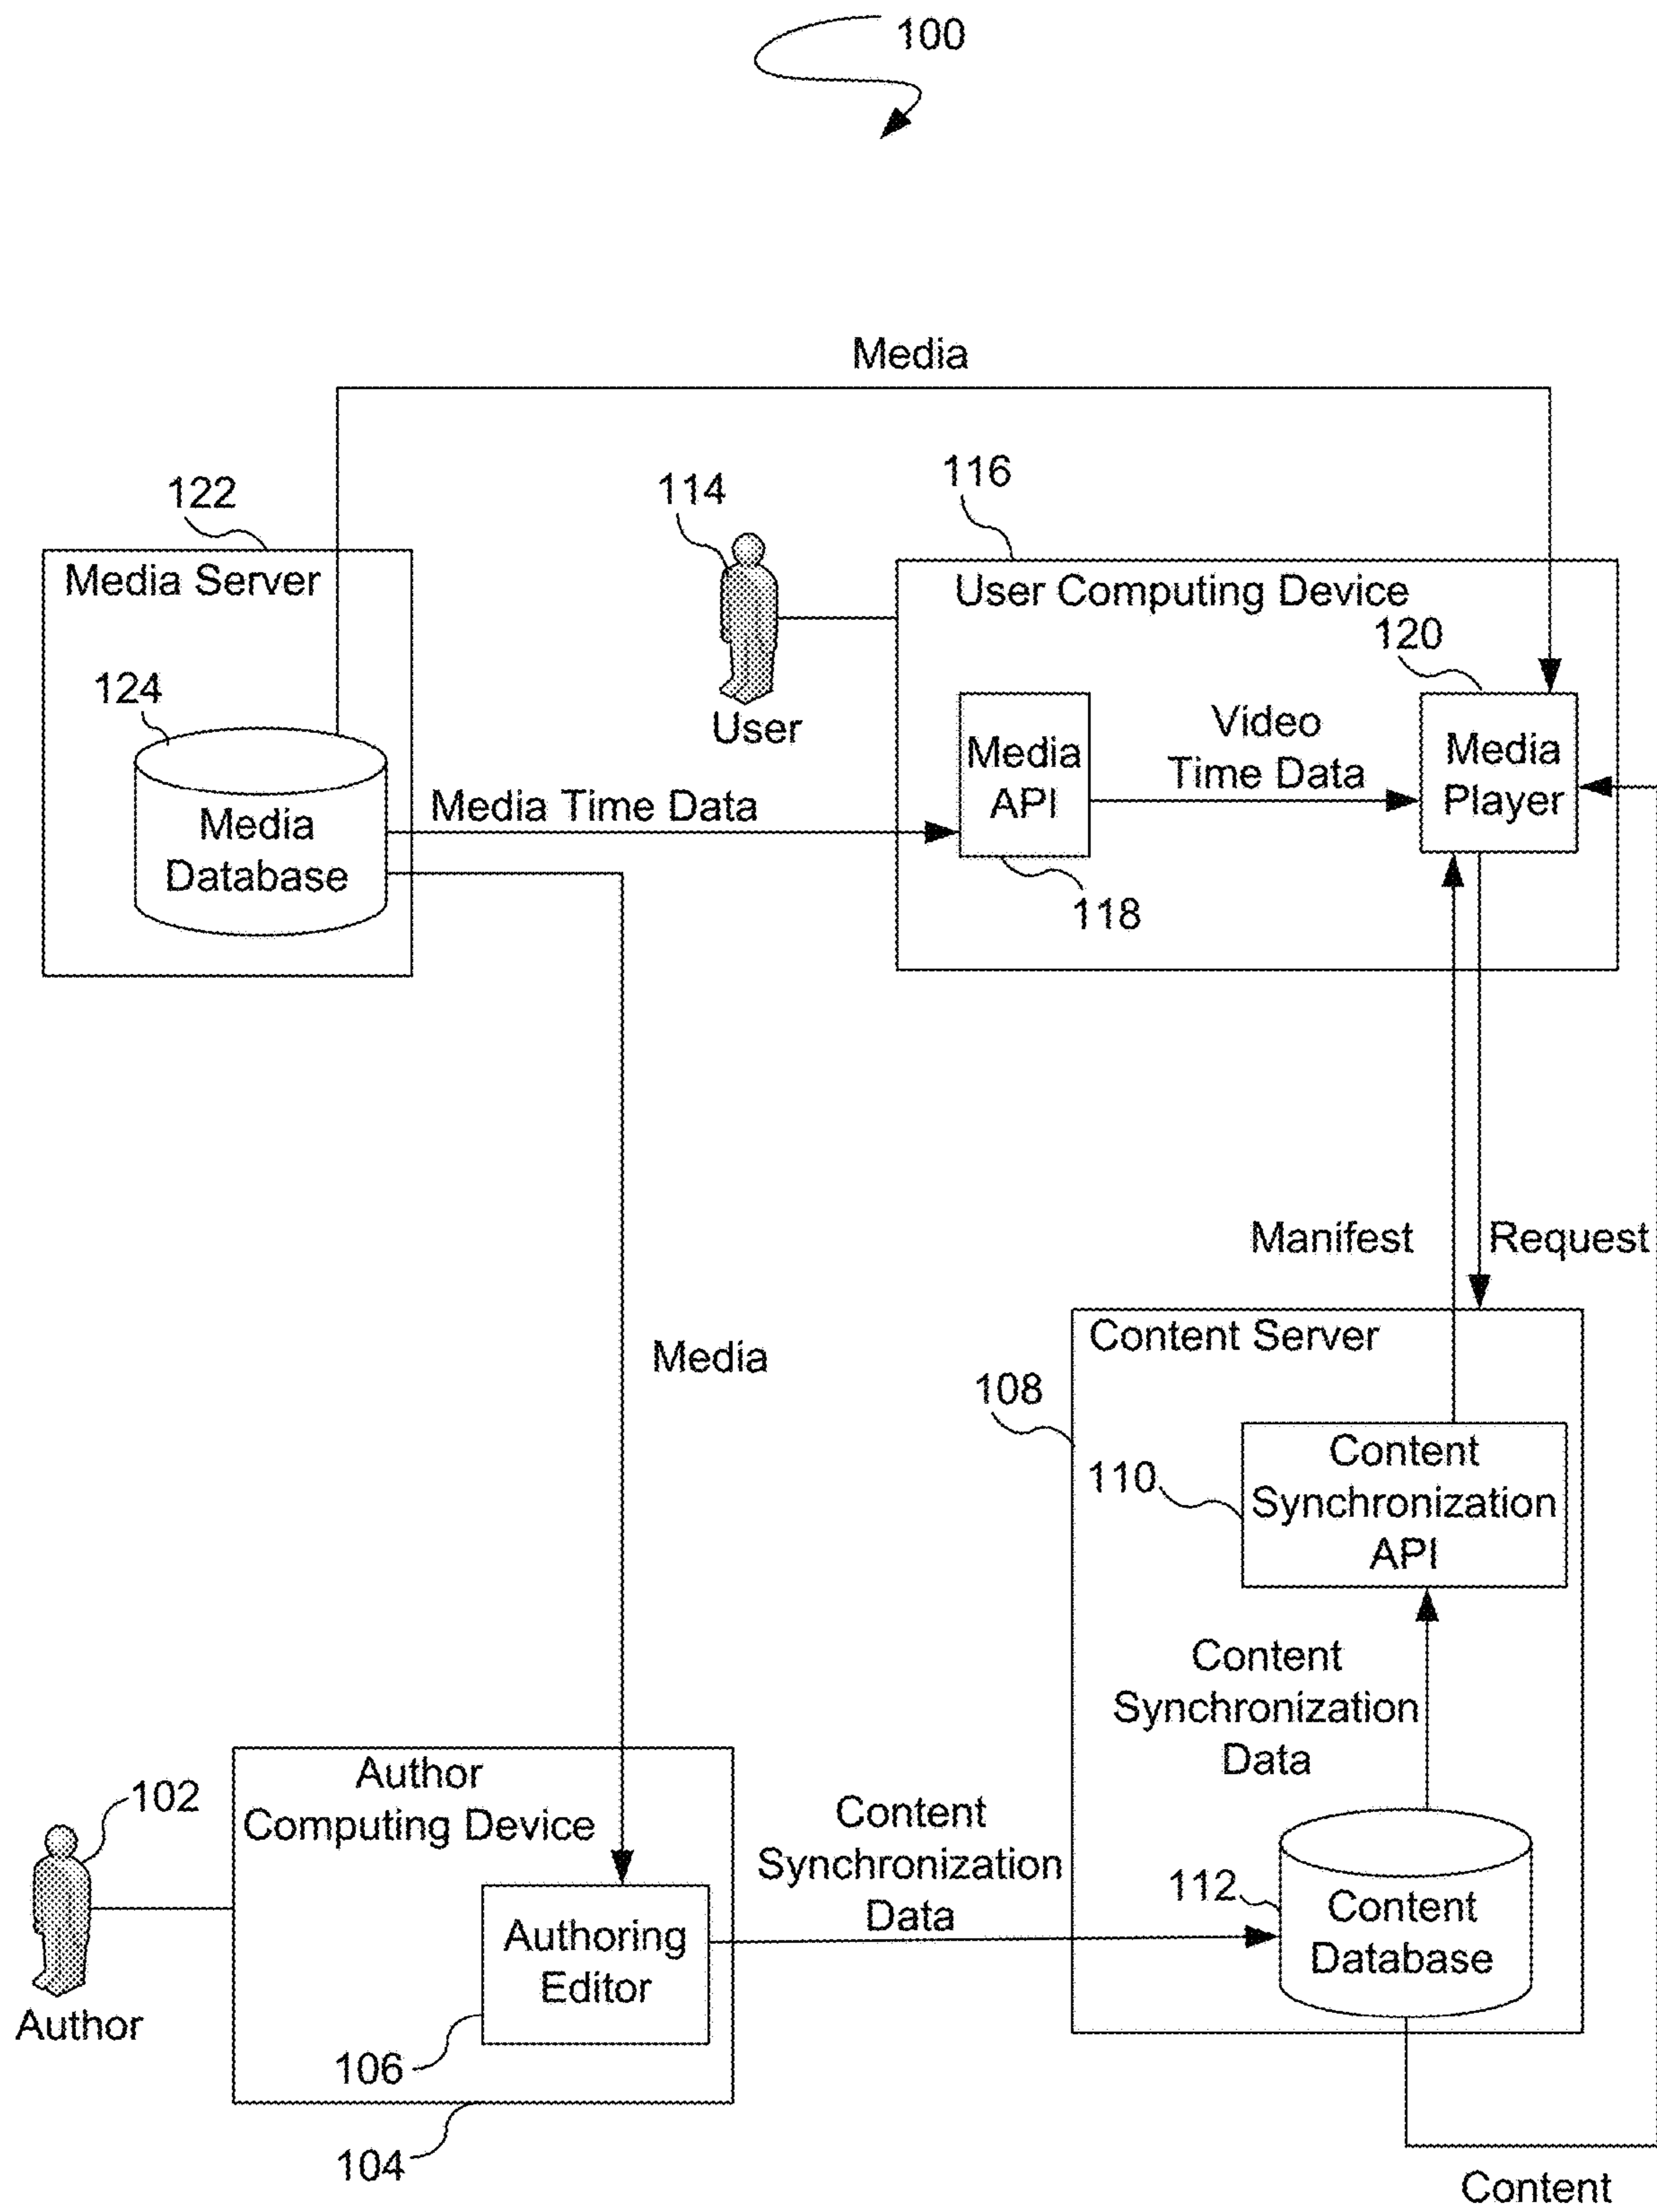 100
Media
122
114
116
Media Server
User Computing Device
120
124
User
Media
API
Video
Time Data
Media
Player
Media
Database
Media Time Data
118
Manifest
Request
Media
Content Server
108
110
Content
Synchronization
API
Content
Synchronization
Data
102
Author
Computing Device
Content
Synchronization
Data
112
Content
Database
Authoring
Editor
Author
106
104
Content